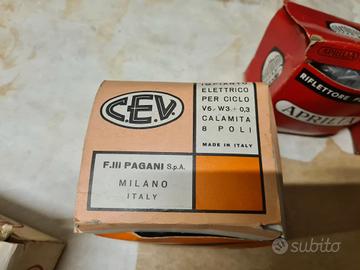 C.E.V.
IMPIANTO
ELETTRICO
PER CICLO
V6 - W3 + 0,3
CALAMITA
8 POLI
MADE IN ITALY
F.lli PAGANI S.p.A.
MILANO
ITALY
APRILIA
RIFLETTORE
APRILIA
subito